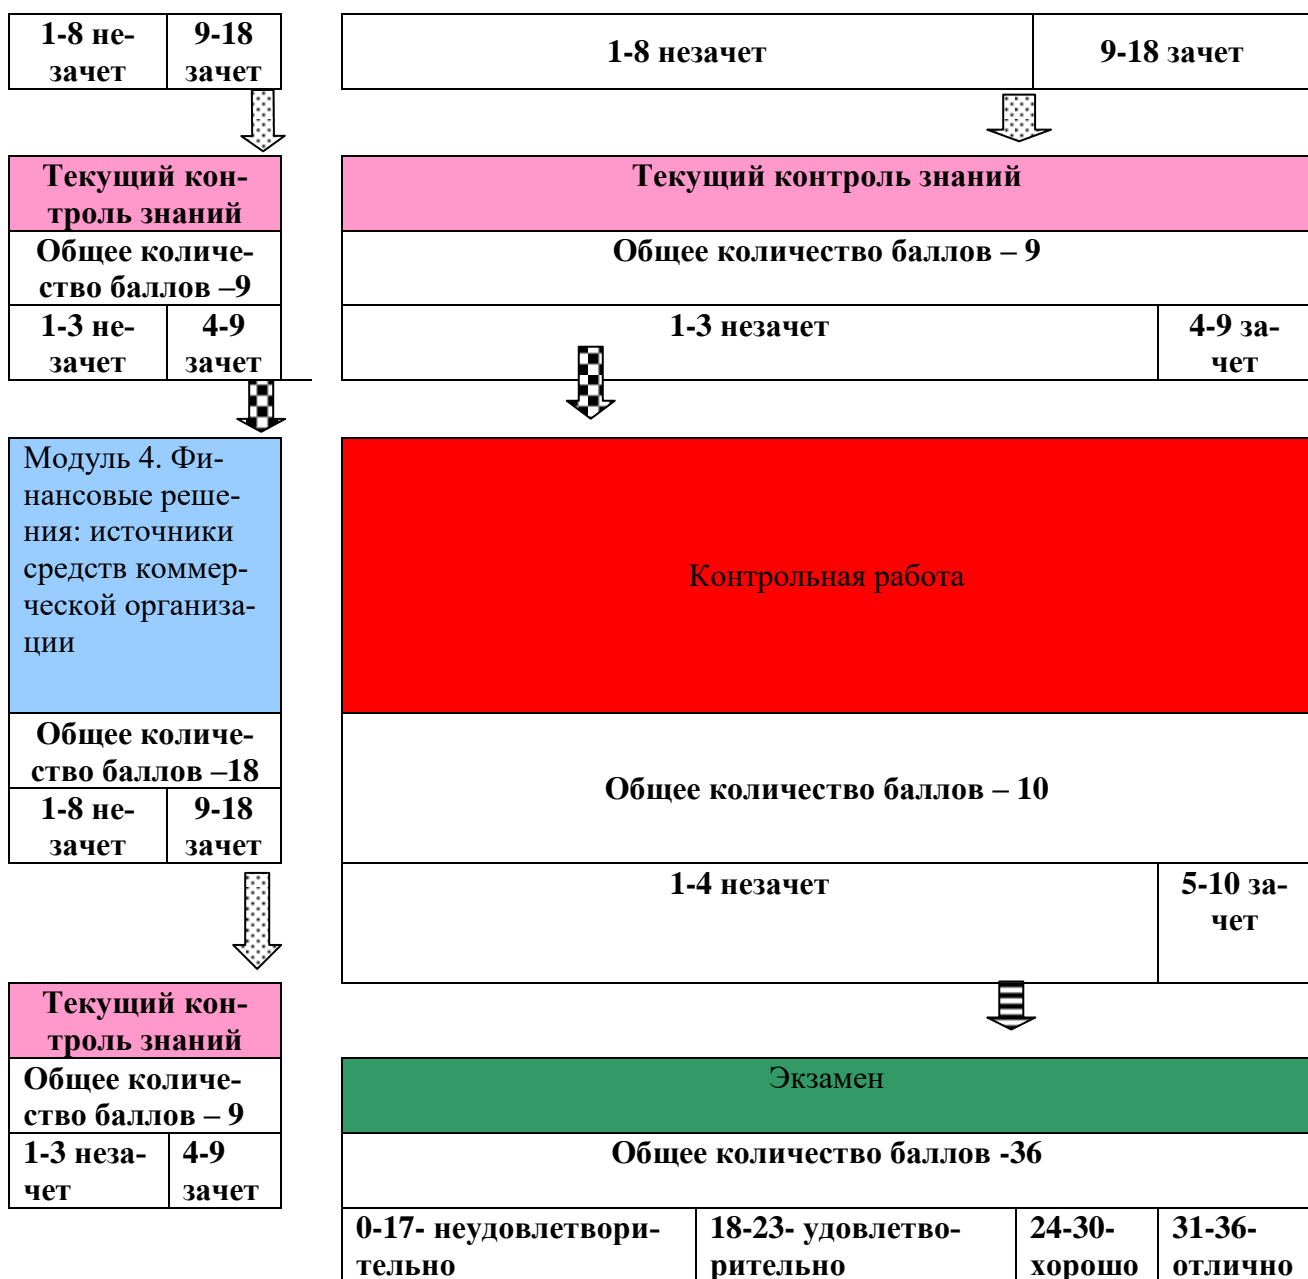 1-8 не-
зачет
9-18
зачет
1-8 незачет
9-18 зачет
Текущий кон-
троль знаний
Текущий контроль знаний
Общее количе-
ство баллов –9
Общее количество баллов – 9
1-3 не-
зачет
4-9
зачет
1-3 незачет
4-9 за-
чет
Модуль 4. Фи-
нансовые реше-
ния: источники
средств коммер-
ческой организа-
ции
Контрольная работа
Общее количе-
ство баллов –18
1-8 не-
зачет
9-18
зачет
Общее количество баллов – 10
1-4 незачет
5-10 за-
чет
Текущий кон-
троль знаний
Общее количе-
ство баллов – 9
1-3 неза-
чет
4-9
зачет
Экзамен
Общее количество баллов -36
0-17- неудовлетвори-
тельно
18-23- удовлетво-
рительно
24-30-
хорошо
31-36-
отлично